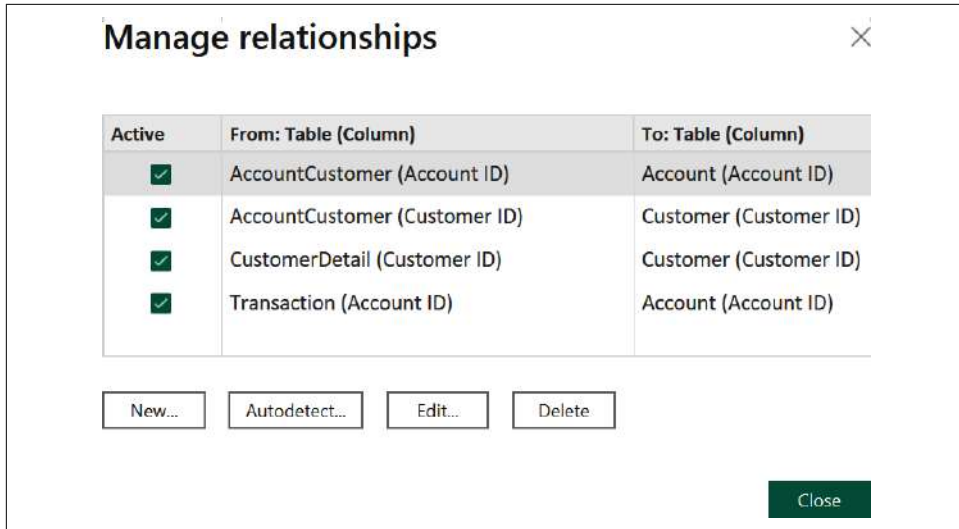 Manage relationships
Active From: Table (Column) To: Table (Column)
AccountCustomer (Account ID) Account (Account ID)
AccountCustomer (Customer ID) Customer (Customer ID)
CustomerDetail (Customer ID) Customer (Customer ID)
Transaction (Account ID) Account (Account ID)
New... Autodetect... Edit... Delete
Close